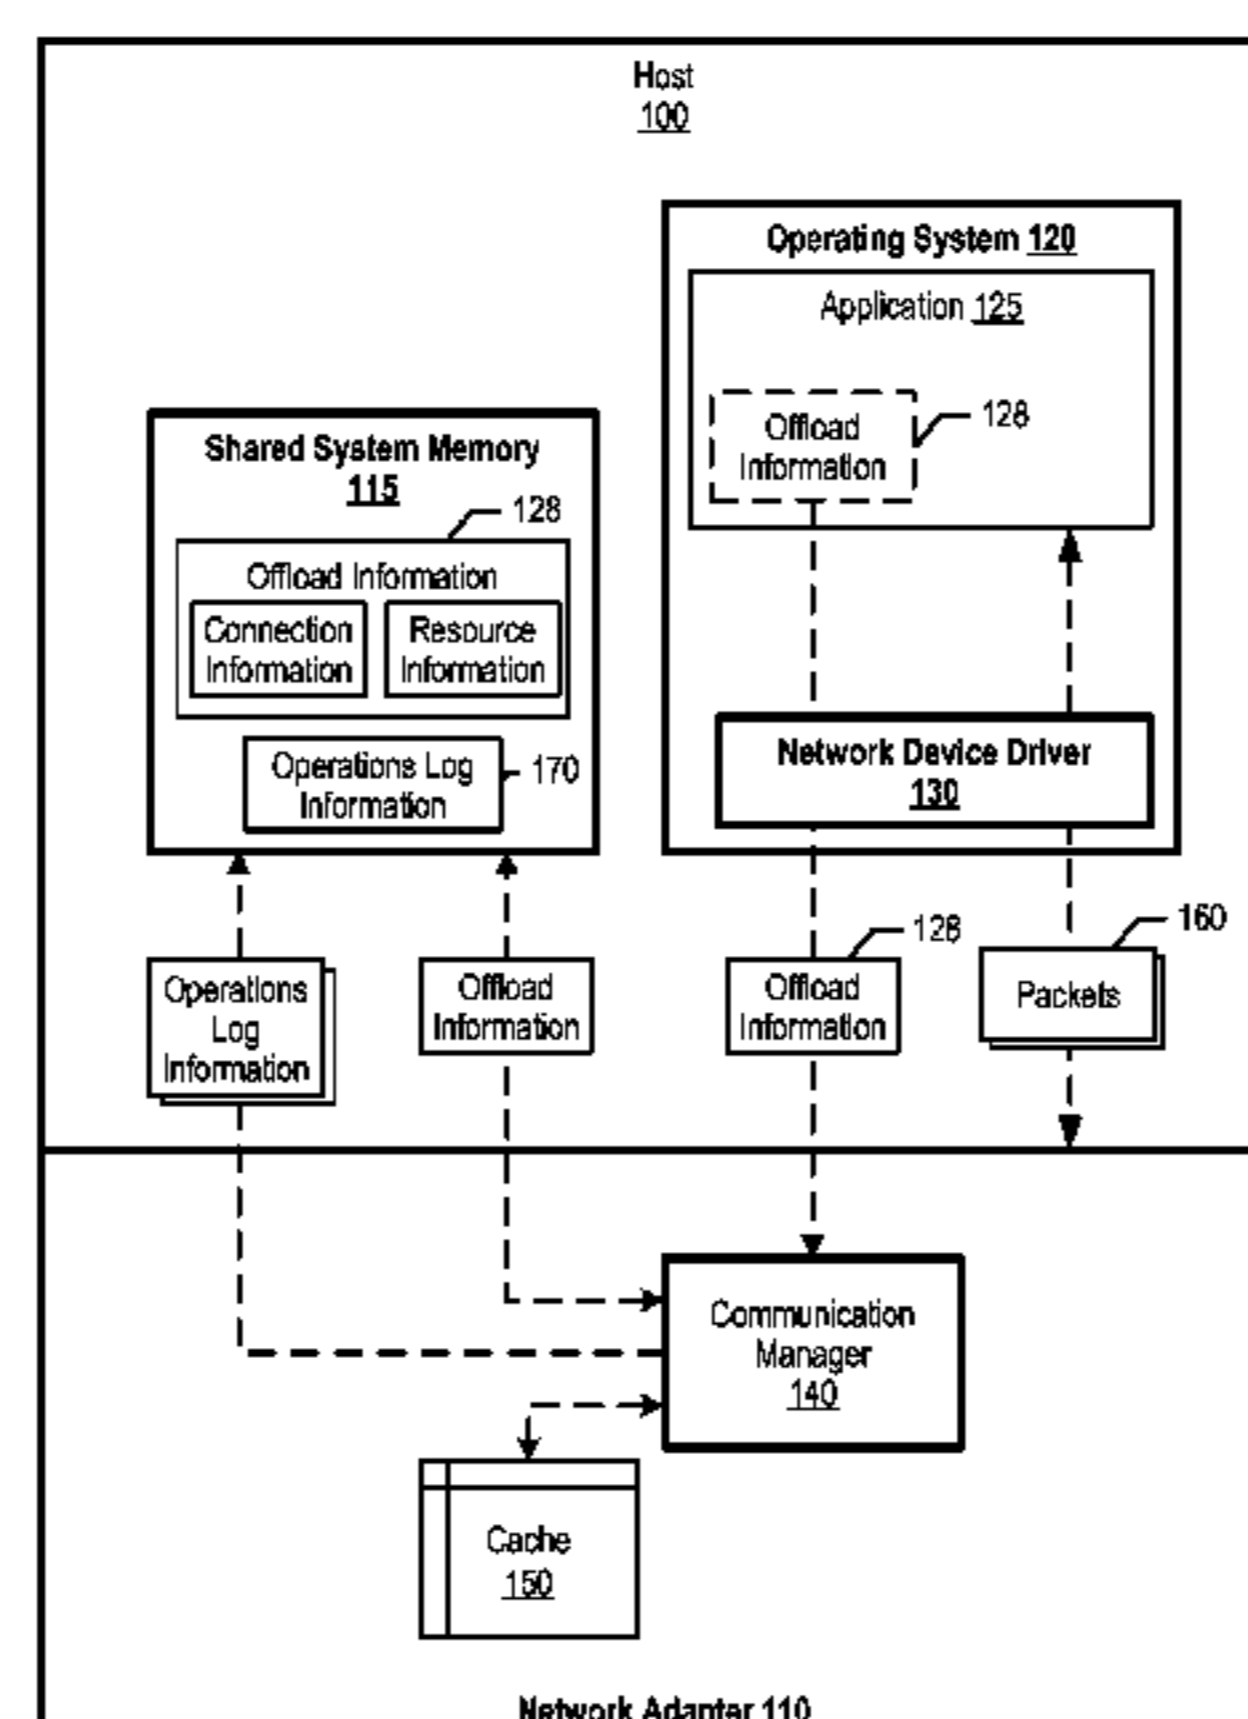 Host
100
Operating System 120
Application 125
Offload
Information
128
Shared System Memory
115
128
Offload Information
Connection
Information
Resource
Information
Operations Log
Information
170
Network Device Driver
130
Operations
Log
Information
Offload
Information
128
Offload
Information
160
Packets
Communication
Manager
140
Cache
150
Network Adapter 110